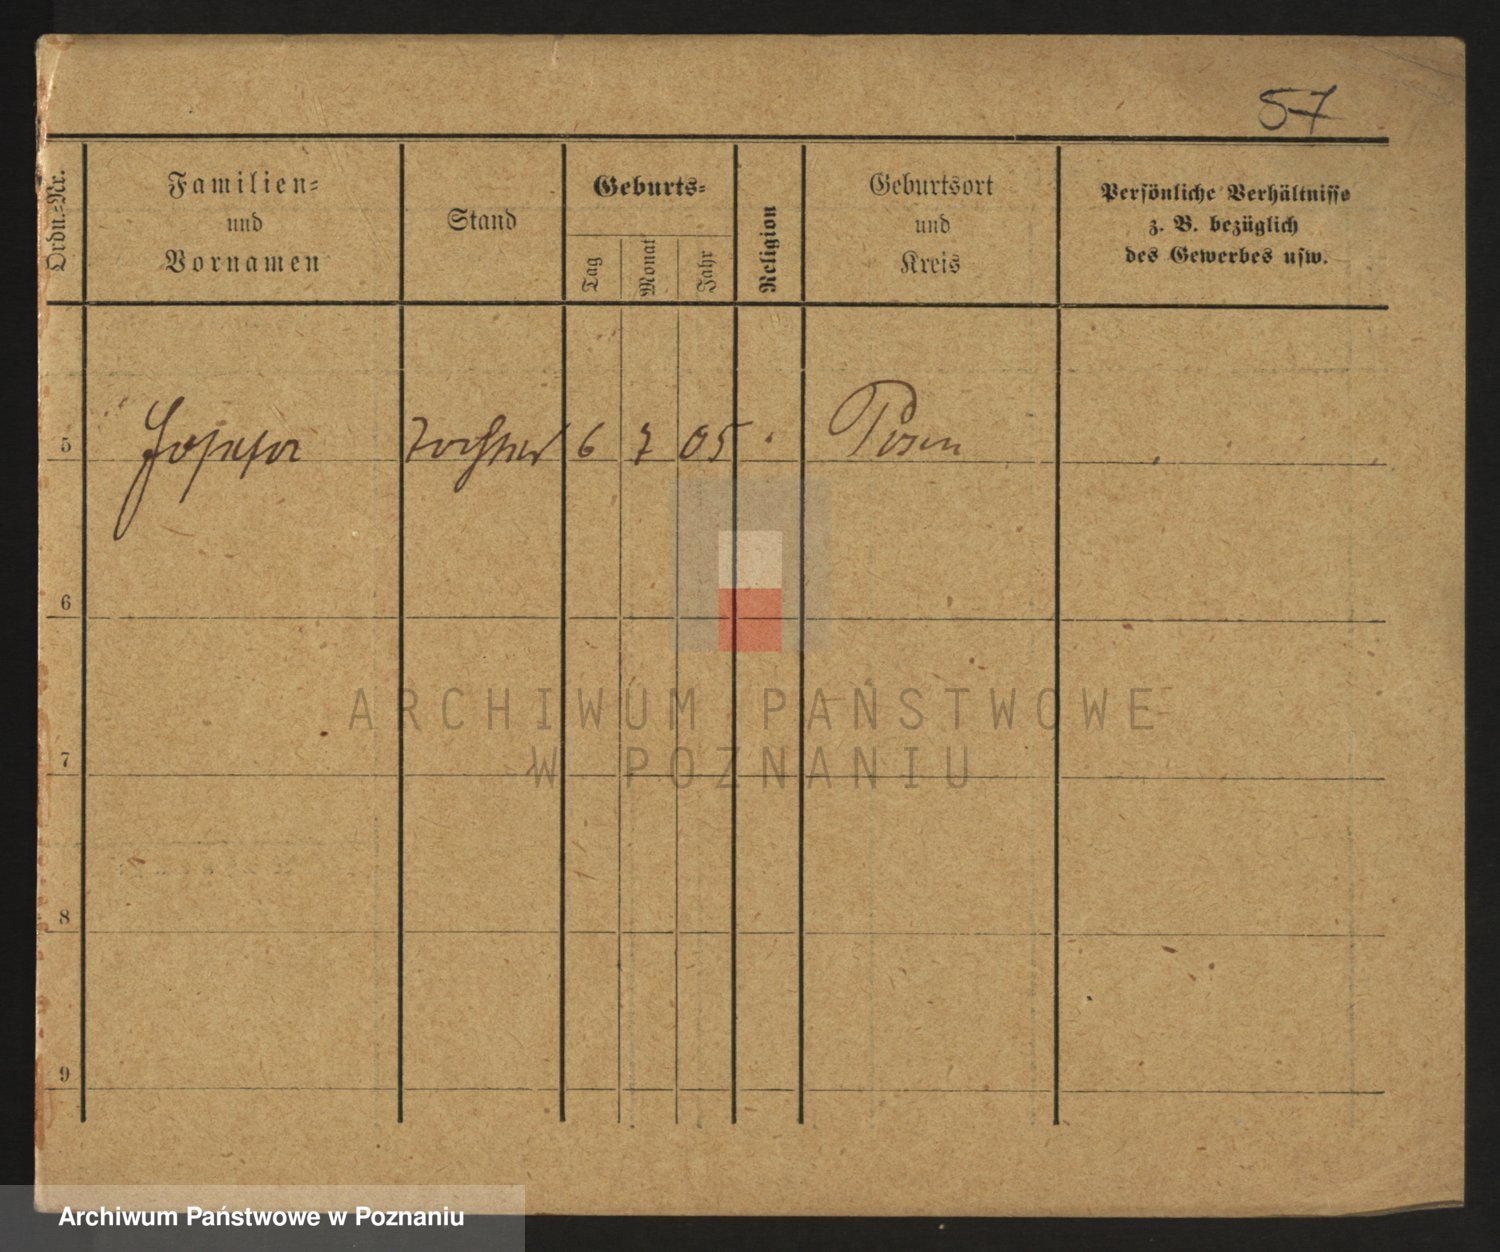 57
Ordn.=Nr.
Familien=
und
Vornamen
Stand
Geburts=
Tag
Monat
Jahr
Religion
Geburtsort
und
Kreis
Persönliche Verhältnisse
z. B. bezüglich
des Gewerbes usw.
5 Josefa Tochter 6 7 05 Posen
6
7
8
9
ARCHIWUM PAŃSTWOWE
W POZNANIU
Archiwum Państwowe w Poznaniu